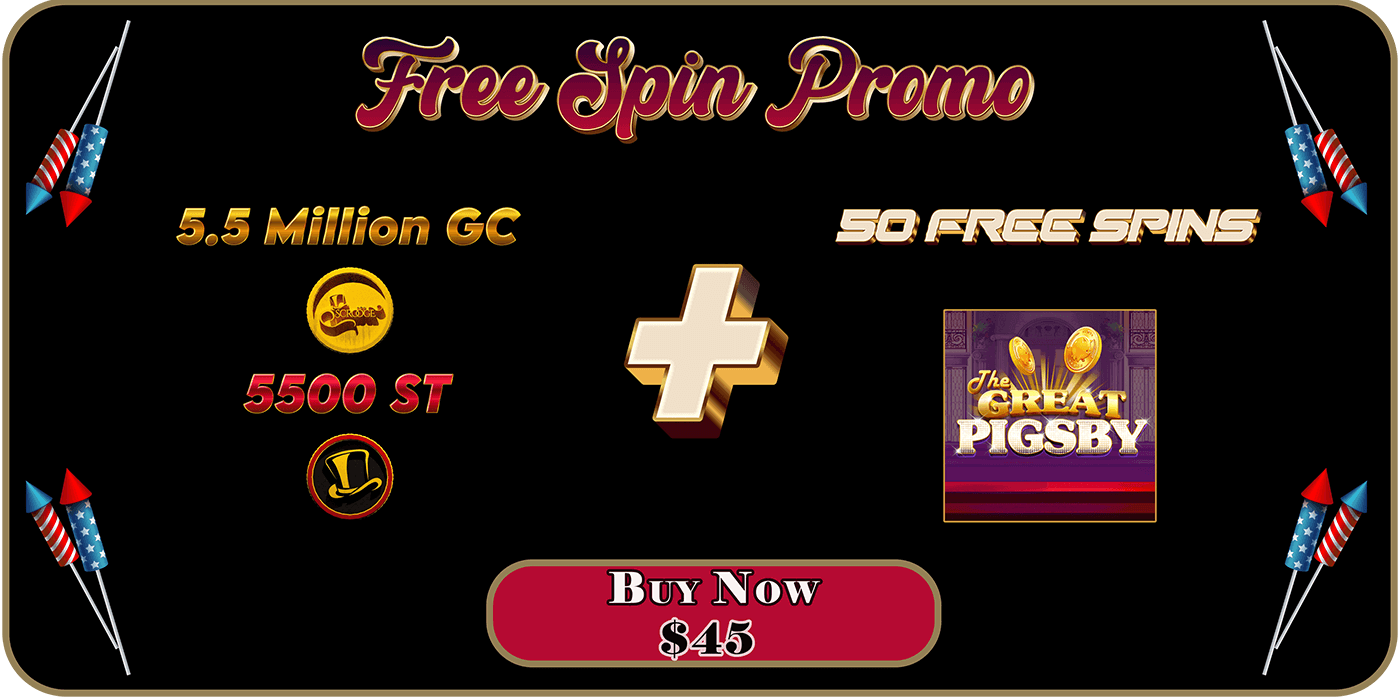 Free Spin Promo
5.5 Million GC
SCROOGE
5500 ST
50 FREE SPINS
The
GREAT
PIGSBY
Buy Now
$45